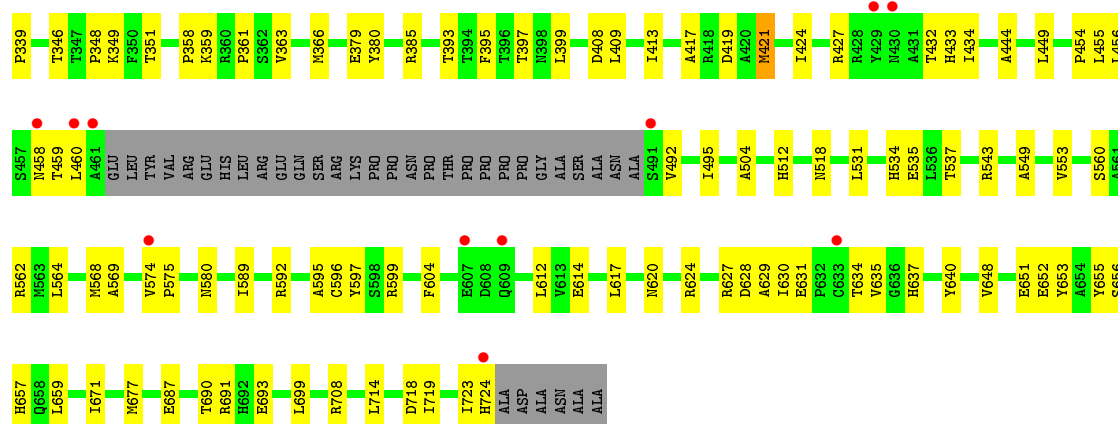 P339 T346 T347 P348 K349 F350 T351 P358 K359 R360 P361 S362 V363 M366 E379 Y380 R385 T393 T394 F395 T396 T397 N398 L399 D408 L409 I413 A417 R418 D419 A420 M421 I424 R427 R428 Y429 N430 A431 T432 H433 I434 A444 L449 P454 L455
S457 N458 T459 L460 A461 GLU LEU TYR VAL ARG GLU HIS LEU ARG GLU GLN SER ARG LYS PRO PRO ASN PRO THR PRO PRO PRO PRO GLY ALA SER ALA ASN ALA S491 V492 I495 A504 H512 N518 L531 H534 E535 L536 T537 R543 A549 V553 S560 A561
R562 M563 L564 M568 A569 V574 P575 N580 I589 R592 A595 C596 Y597 S598 R599 F604 E607 D608 Q609 L612 V613 E614 L617 N620 R624 R627 D628 A629 I630 E631 P632 C633 T634 V635 G636 H637 Y640 V648 E651 E652 Y653 A654 Y655 S656
H657 Q658 L659 I671 M677 E687 T690 R691 H692 E693 L699 R708 L714 D718 I719 I723 H724 ALA ASP ALA ASN ALA ALA